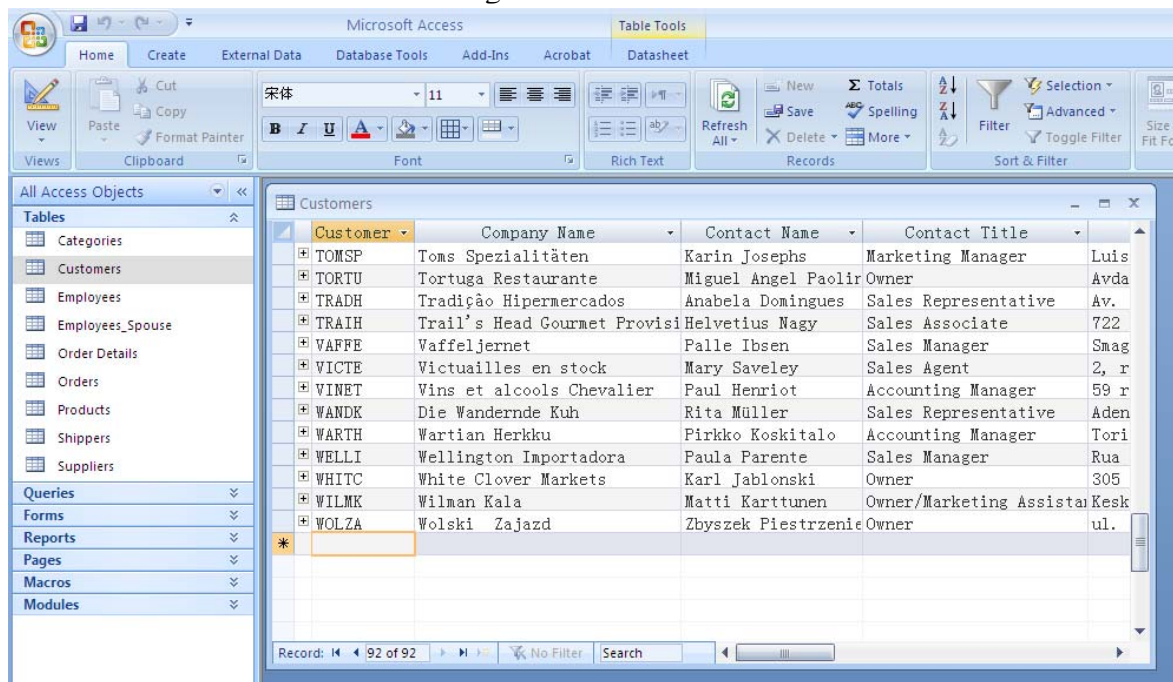 Microsoft Access
Table Tools
Home Create External Data Database Tools Add-Ins Acrobat Datasheet
View
Views
Paste
Cut
Copy
Format Painter
Clipboard
宋体 11
B I U A
Font
Rich Text
Refresh All
New
Save
Delete
Totals
Spelling
More
Records
Filter
Selection
Advanced
Toggle Filter
Sort & Filter
Size
Fit Fo
All Access Objects
Tables
Categories
Customers
Employees
Employees_Spouse
Order Details
Orders
Products
Shippers
Suppliers
Queries
Forms
Reports
Pages
Macros
Modules
Customers
Customer Company Name Contact Name Contact Title
TOMSP Toms Spezialitäten Karin Josephs Marketing Manager Luis
TORTU Tortuga Restaurante Miguel Angel Paolir Owner Avda
TRADH Tradição Hipermercados Anabela Domingues Sales Representative Av.
TRAIH Trail's Head Gourmet Provisi Helvetius Nagy Sales Associate 722
VAFFE Vaffeljernet Palle Ibsen Sales Manager Smag
VICTE Victuailles en stock Mary Saveley Sales Agent 2, r
VINET Vins et alcools Chevalier Paul Henriot Accounting Manager 59 r
WANDK Die Wandernde Kuh Rita Müller Sales Representative Aden
WARTH Wartian Herkku Pirkko Koskitalo Accounting Manager Tori
WELLI Wellington Importadora Paula Parente Sales Manager Rua
WHITC White Clover Markets Karl Jablonski Owner 305
WILMK Wilman Kala Matti Karttunen Owner/Marketing Assistan Kesk
WOLZA Wolski Zajazd Zbyszek Piestrzenie Owner ul.
Record: 92 of 92 No Filter Search